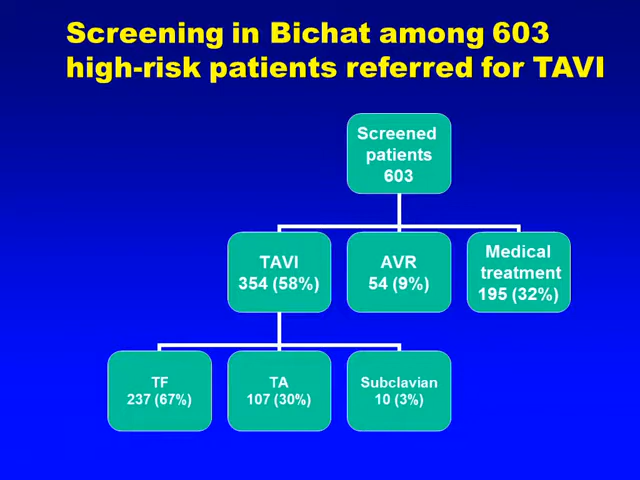 Screening in Bichat among 603
high-risk patients referred for TAVI
Screened
patients
603
TAVI
354 (58%)
AVR
54 (9%)
Medical
treatment
195 (32%)
TF
237 (67%)
TA
107 (30%)
Subclavian
10 (3%)